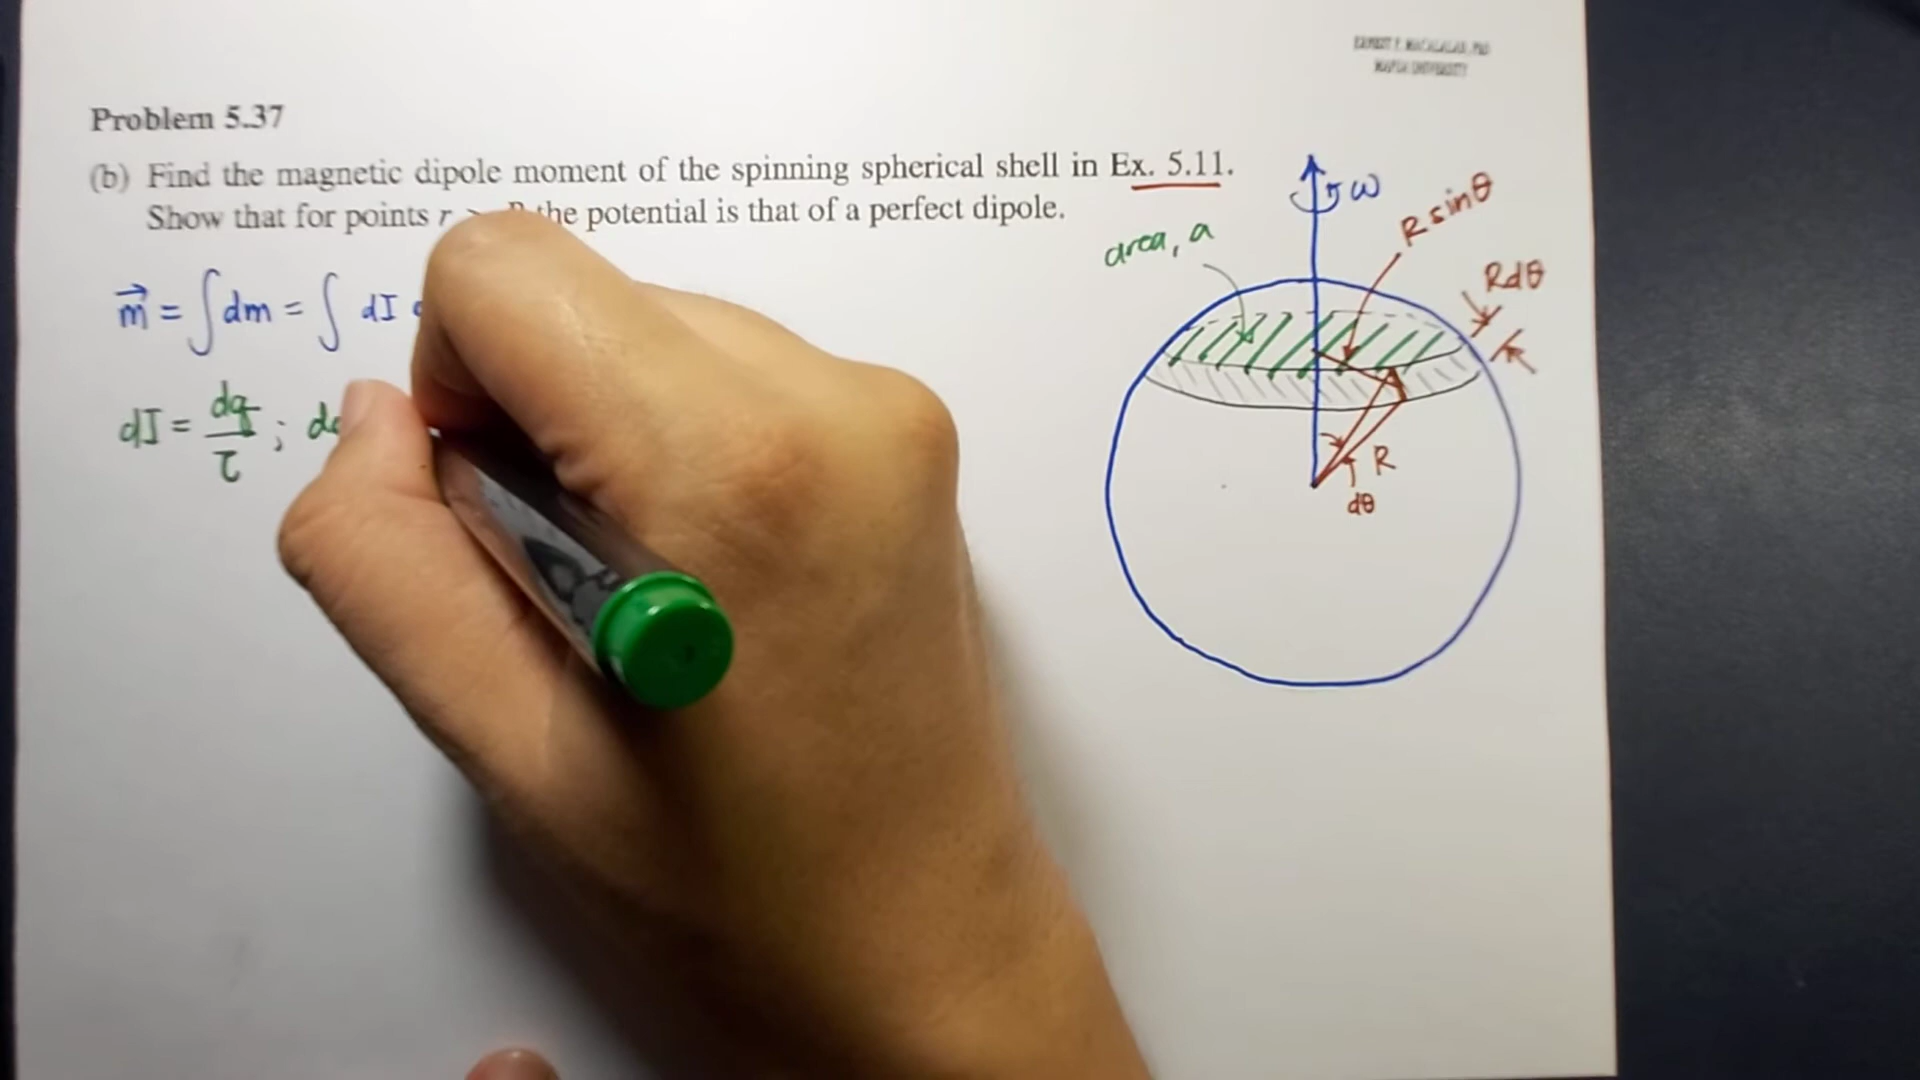 Problem 5.37
(b) Find the magnetic dipole moment of the spinning spherical shell in Ex. 5.11.
Show that for points r > the potential is that of a perfect dipole.
m⃗ = ∫ dm = ∫ dI
dI = dq/τ ;
ω
R sinθ
area, a
Rdθ
R
dθ